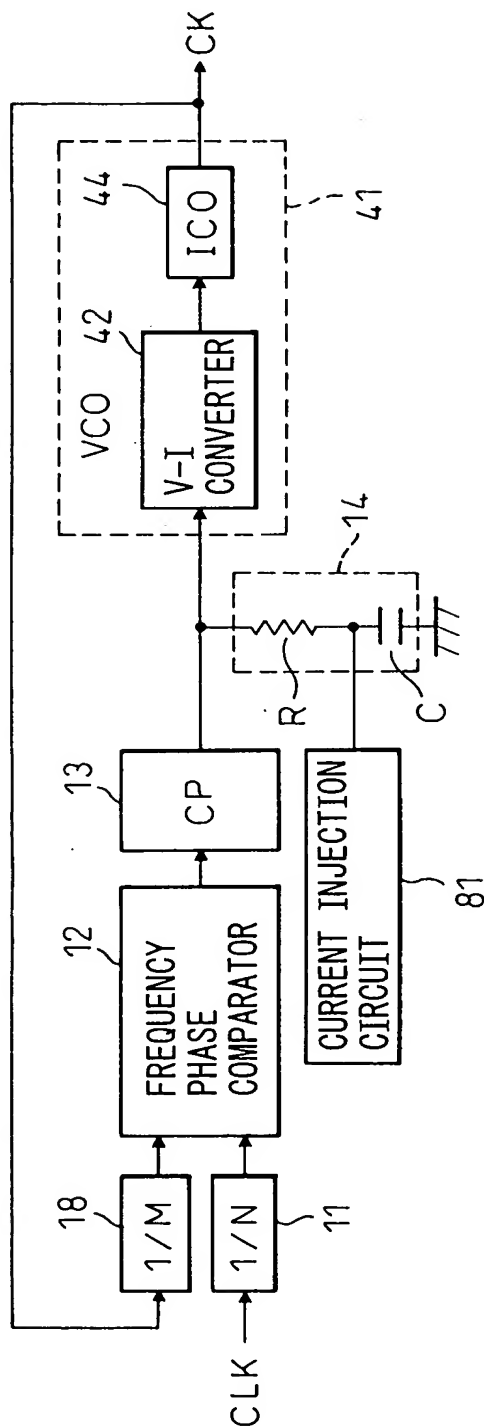 CLK
1/N
11
1/M
18
FREQUENCY
PHASE
COMPARATOR
12
CP
13
CURRENT INJECTION
CIRCUIT
81
R
C
14
VCO
V-I
CONVERTER
42
ICO
44
41
CK